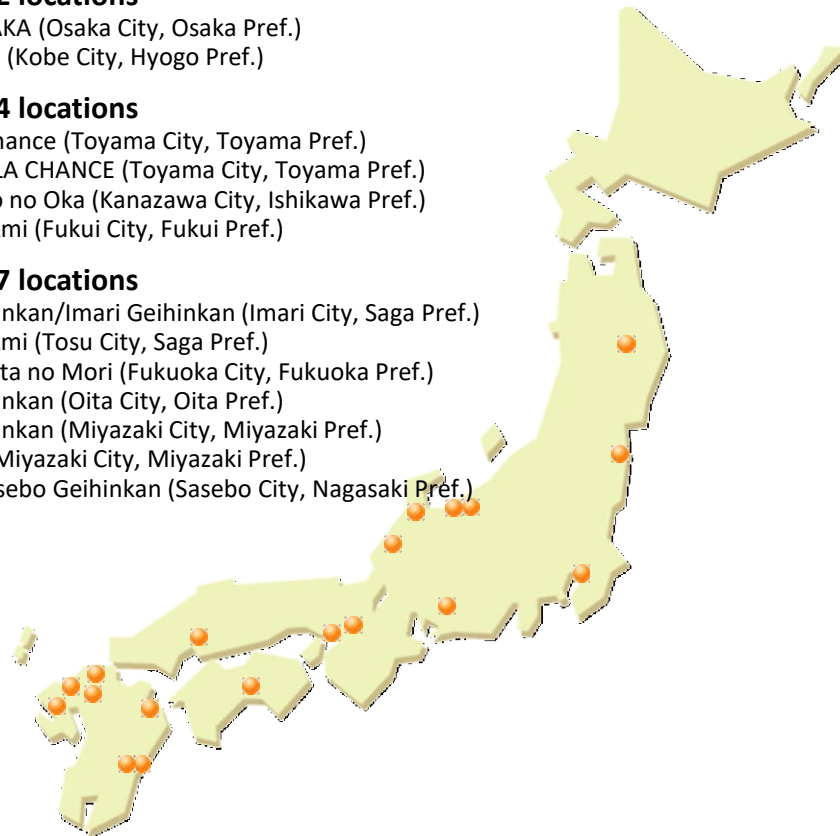 2 locations
AKA (Osaka City, Osaka Pref.)
(Kobe City, Hyogo Pref.)
4 locations
hance (Toyama City, Toyama Pref.)
LA CHANCE (Toyama City, Toyama Pref.)
o no Oka (Kanazawa City, Ishikawa Pref.)
mi (Fukui City, Fukui Pref.)
7 locations
nkan/Imari Geihinkan (Imari City, Saga Pref.)
mi (Tosu City, Saga Pref.)
ta no Mori (Fukuoka City, Fukuoka Pref.)
nkan (Oita City, Oita Pref.)
nkan (Miyazaki City, Miyazaki Pref.)
Miyazaki City, Miyazaki Pref.)
sebo Geihinkan (Sasebo City, Nagasaki Pref.)